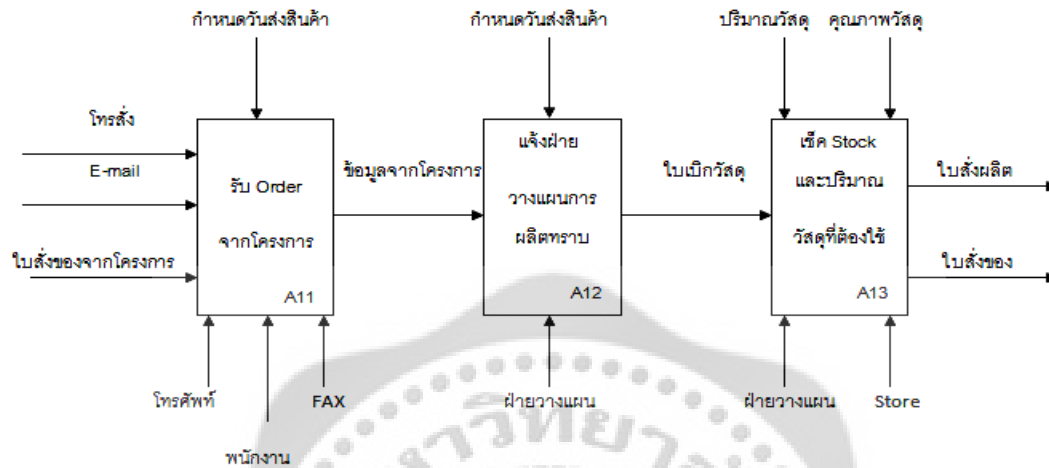 กำหนดวันส่งสินค้า
กำหนดวันส่งสินค้า
ปริมาณวัสดุ
คุณภาพวัสดุ
โทรสั่ง
E-mail
ใบสั่งของจากโครงการ
รับ Order
จากโครงการ
A11
ข้อมูลจากโครงการ
แจ้งฝ่าย
วางแผนการ
ผลิตทราบ
A12
ใบเบิกวัสดุ
เช็ค Stock
และปริมาณ
วัสดุที่ต้องใช้
A13
ใบสั่งผลิต
ใบสั่งของ
โทรศัพท์
พนักงาน
FAX
ฝ่ายวางแผน
ฝ่ายวางแผน
Store